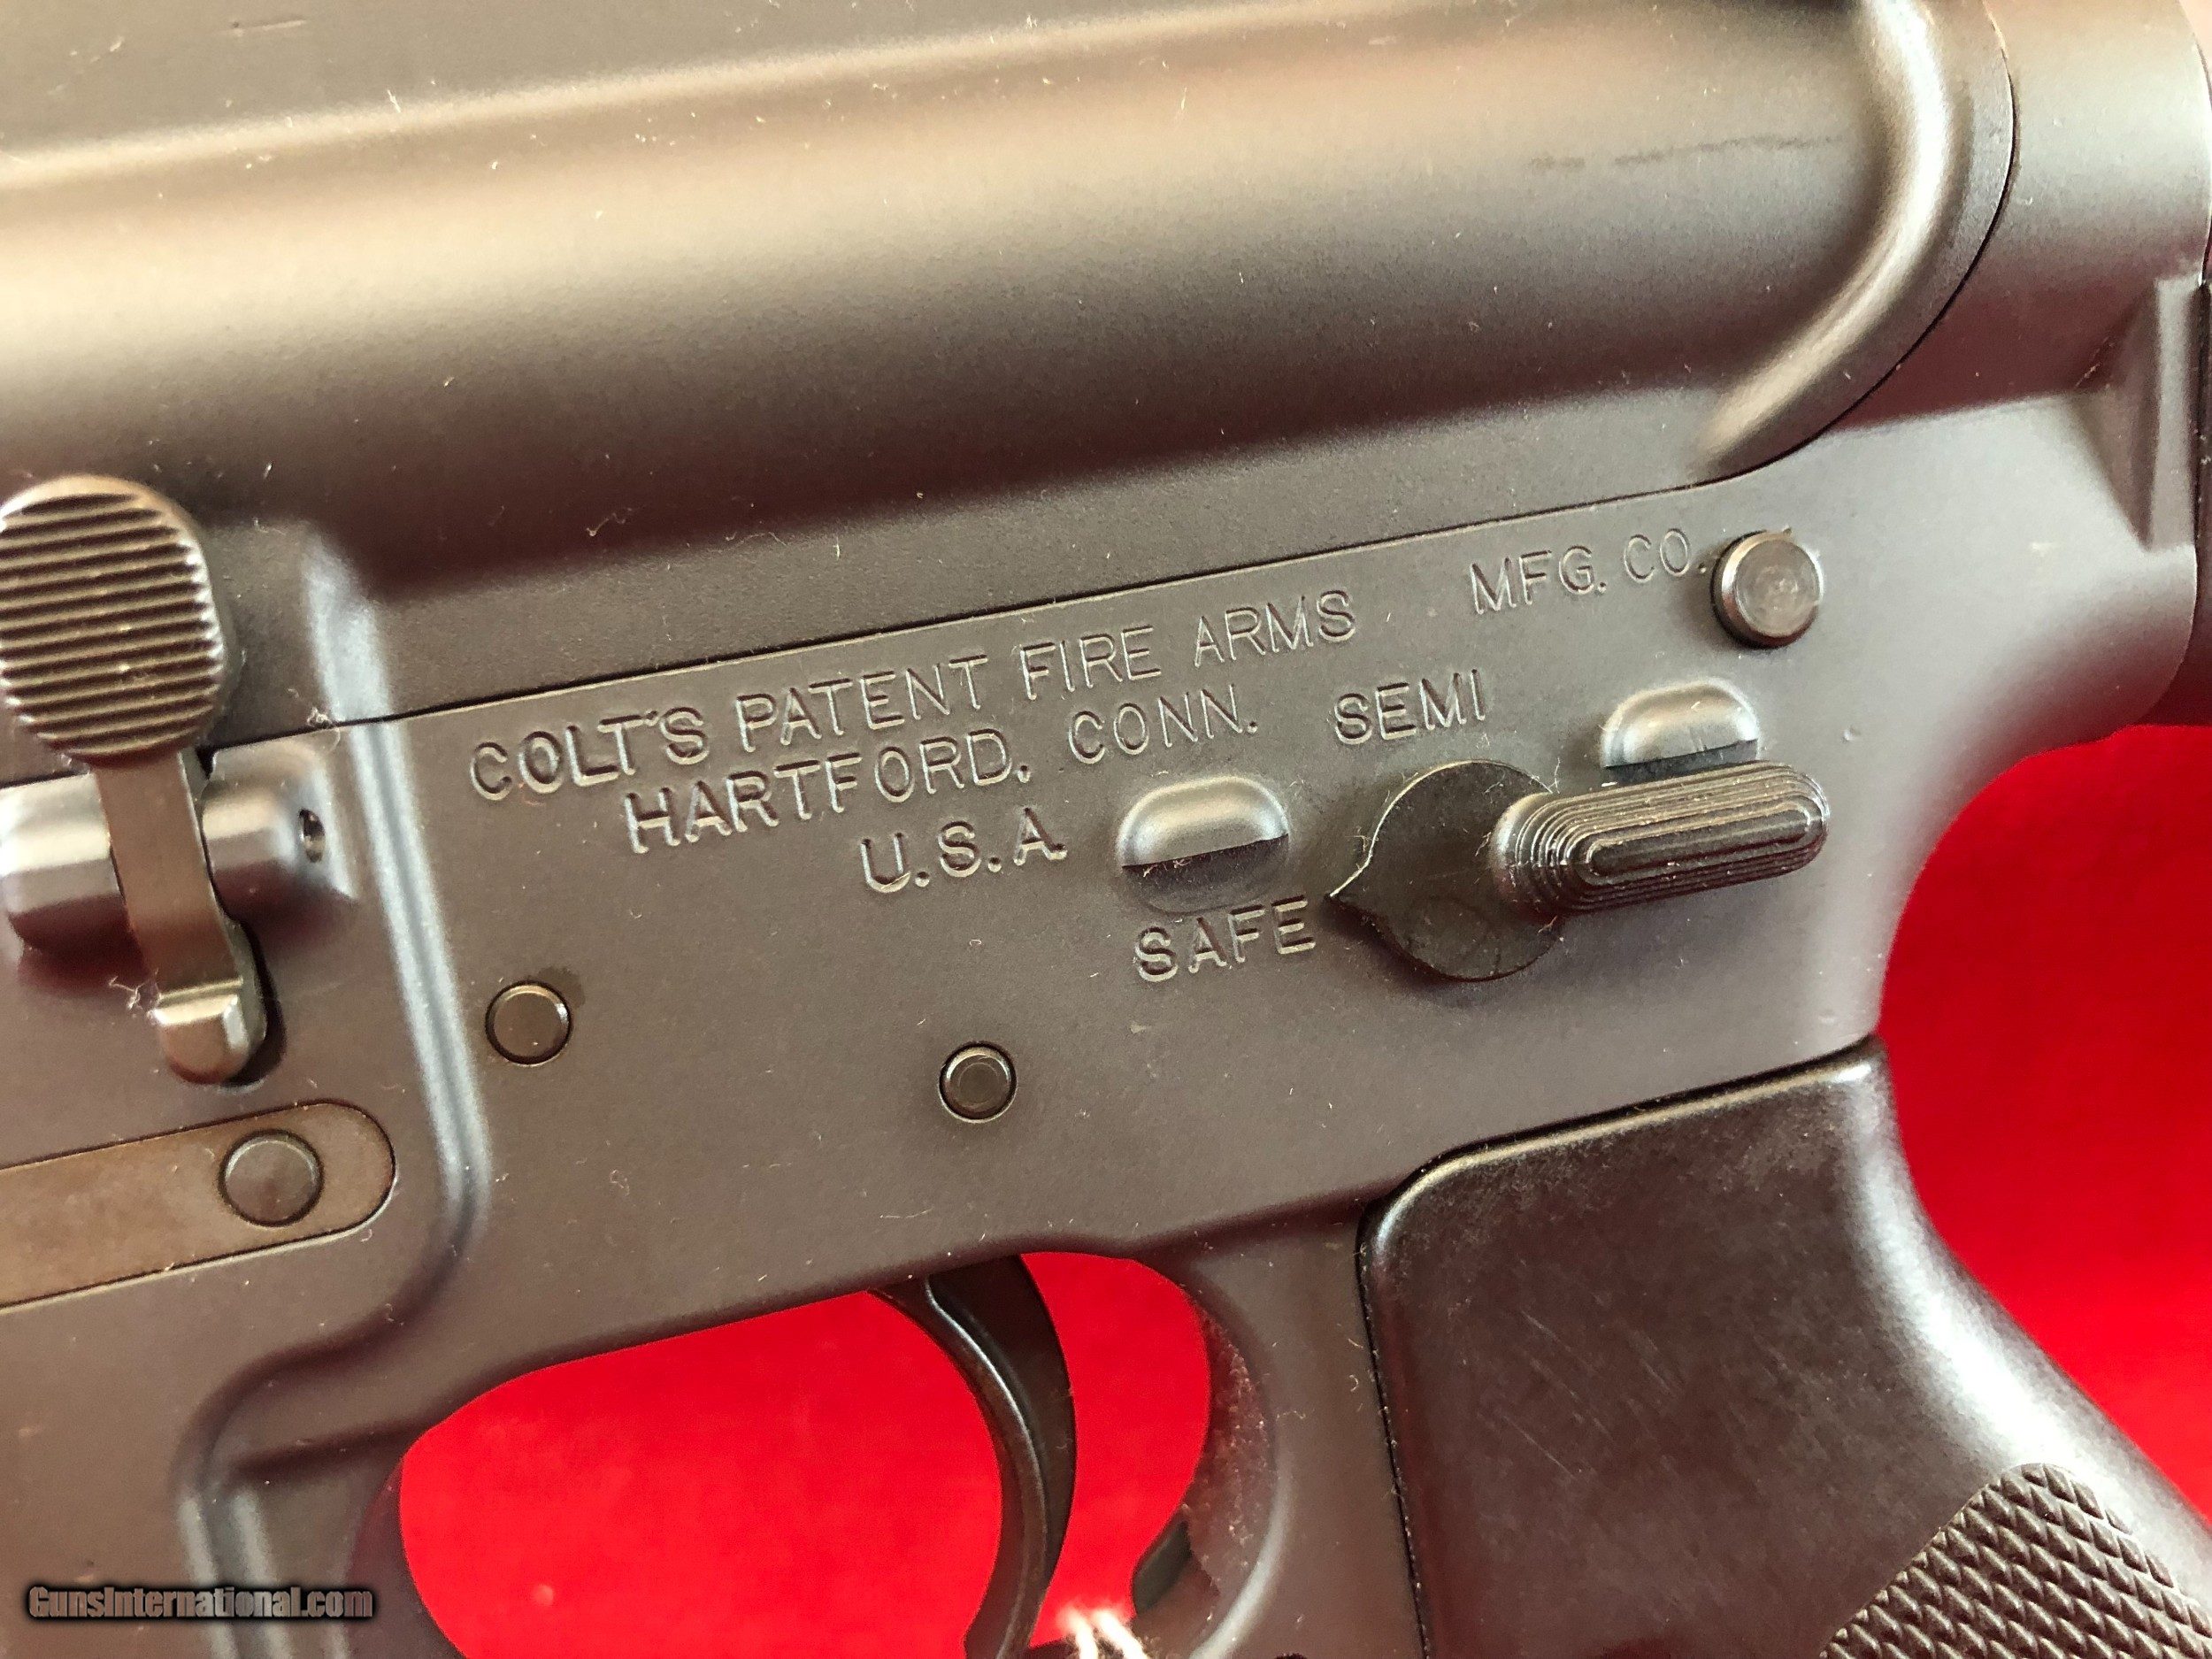 COLT'S PATENT FIRE ARMS MFG. CO.
HARTFORD, CONN.
U.S.A.
SEMI
SAFE
GunsInternational.com